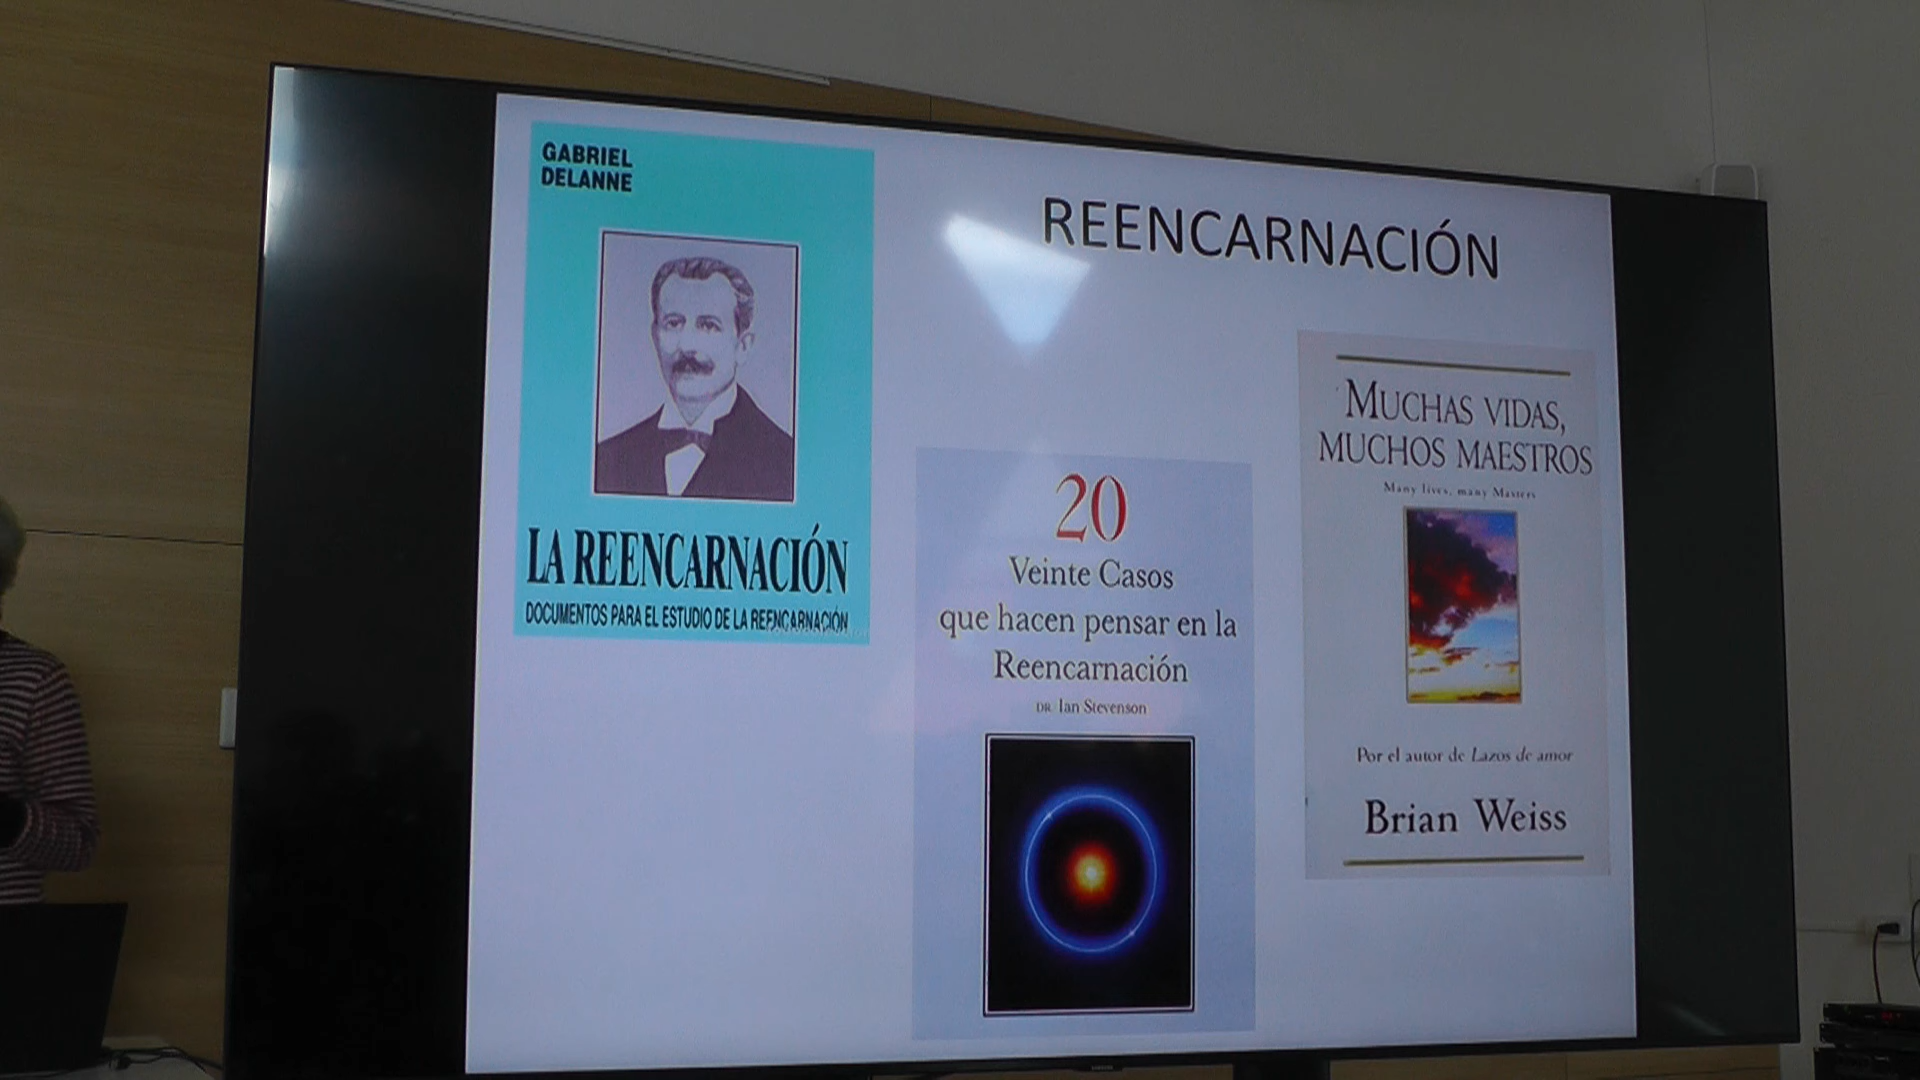 GABRIEL
DELANNE
LA REENCARNACIÓN
DOCUMENTOS PARA EL ESTUDIO DE LA REENCARNACIÓN
REENCARNACIÓN
20
Veinte Casos
que hacen pensar en la
Reencarnación
DR. Ian Stevenson
MUCHAS VIDAS,
MUCHOS MAESTROS
Many lives, many Masters
Por el autor de Lazos de amor
Brian Weiss